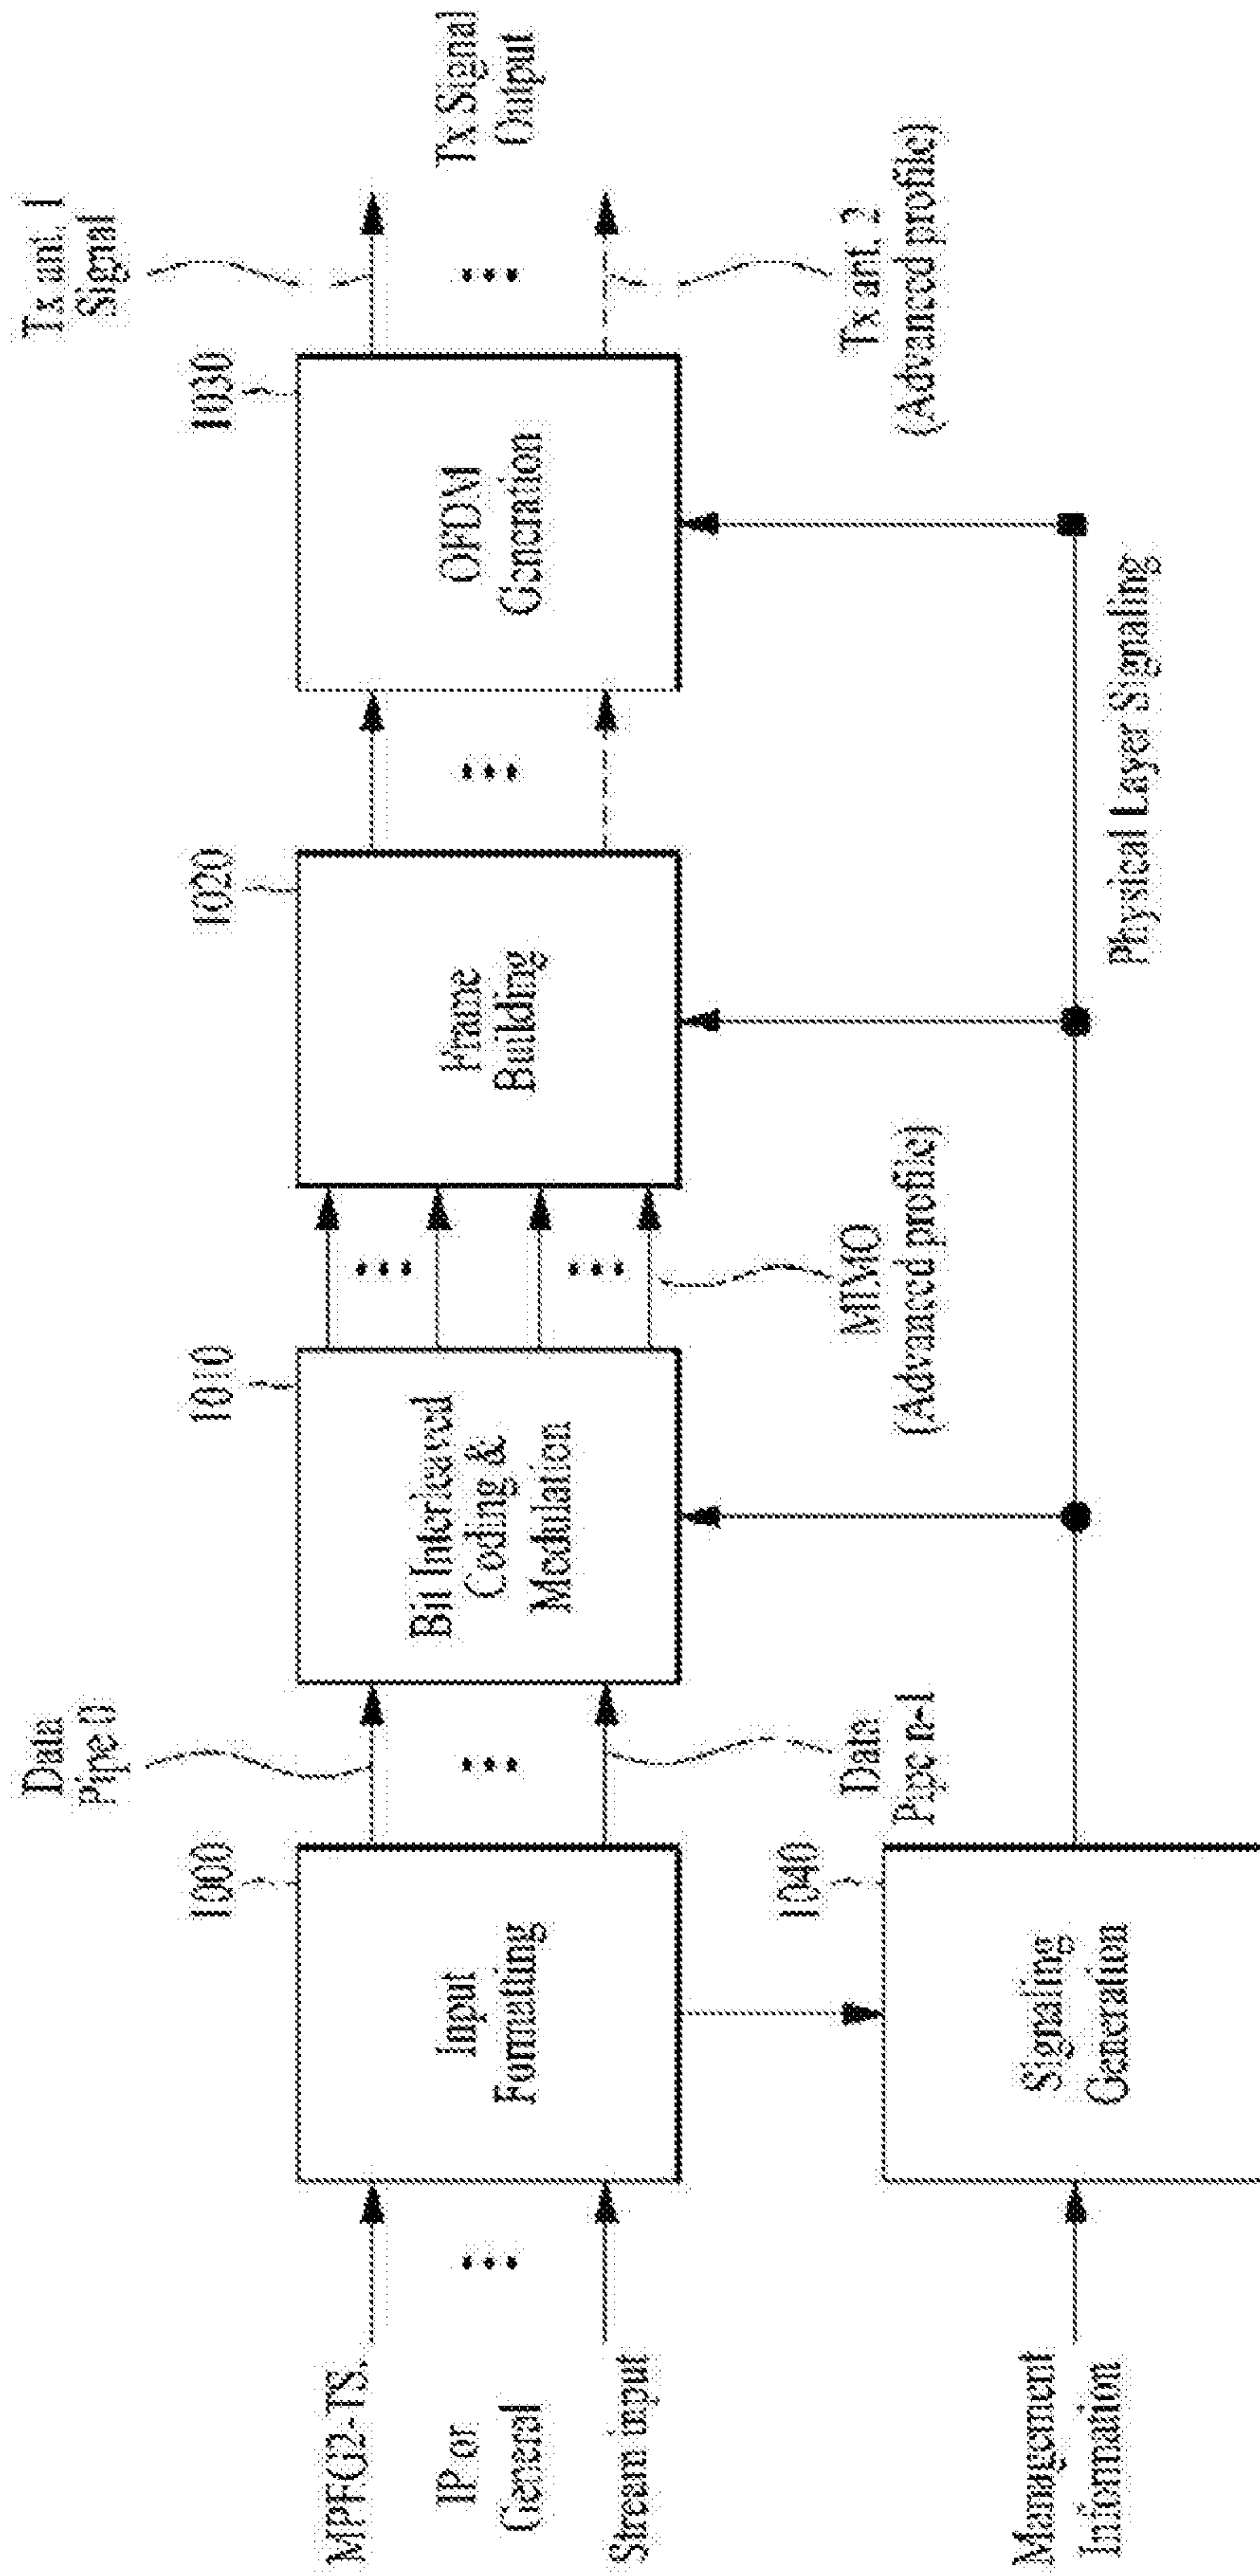 MPEG2-TS,
IP or
General
Stream input
Management
Information
1000
Input
Formatting
1040
Signaling
Generation
Data
Pipe 0
Data
Pipe n-1
1010
Bit Interleaved
Coding &
Modulation
MIMO
(Advanced profile)
1020
Frame
Building
1030
OFDM
Generation
Physical Layer Signaling
Tx ant. 1
Signal
Tx Signal
Output
Tx ant. 2
(Advanced profile)